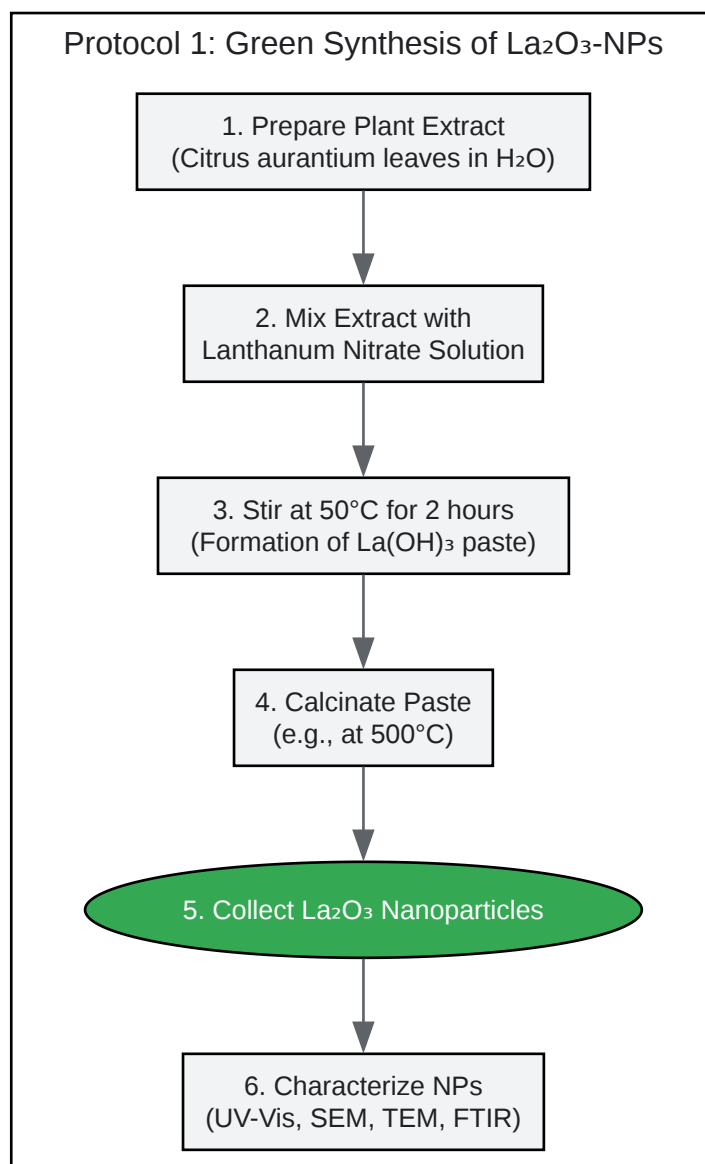 Protocol 1: Green Synthesis of La₂O₃-NPs
1. Prepare Plant Extract
(Citrus aurantium leaves in H₂O)
2. Mix Extract with
Lanthanum Nitrate Solution
3. Stir at 50°C for 2 hours
(Formation of La(OH)₃ paste)
4. Calcinate Paste
(e.g., at 500°C)
5. Collect La₂O₃ Nanoparticles
6. Characterize NPs
(UV-Vis, SEM, TEM, FTIR)